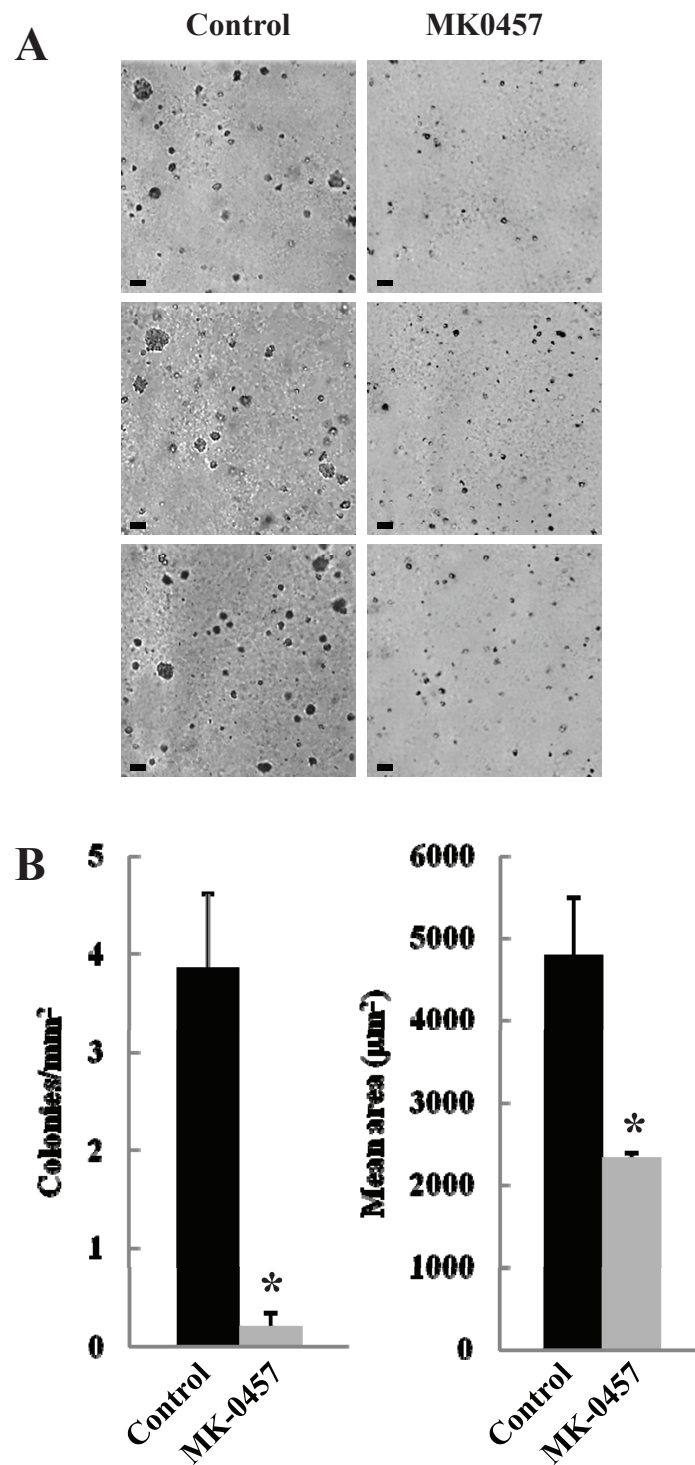 A
Control
MK0457
B
5
4
3
2
1
0
Colonies/mm²
Control
MK-0457
*
6000
5000
4000
3000
2000
1000
0
Mean area (µm²)
Control
MK-0457
*